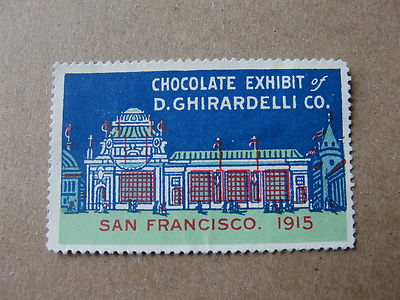 CHOCOLATE EXHIBIT of
D. GHIRARDELLI CO.
SAN FRANCISCO. 1915